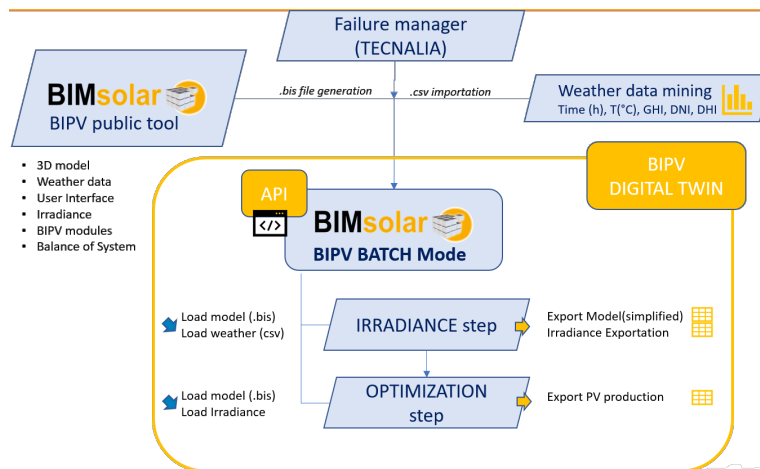 Failure manager
(TECNALIA)
BIMsolar
BIPV public tool
.bis file generation
.csv importation
Weather data mining
Time (h), T(°C), GHI, DNI, DHI
• 3D model
• Weather data
• User Interface
• Irradiance
• BIPV modules
• Balance of System
BIPV
DIGITAL TWIN
API
</>
BIMsolar
BIPV BATCH Mode
Load model (.bis)
Load weather (csv)
IRRADIANCE step
Export Model(simplified)
Irradiance Exportation
Load model (.bis)
Load Irradiance
OPTIMIZATION
step
Export PV production